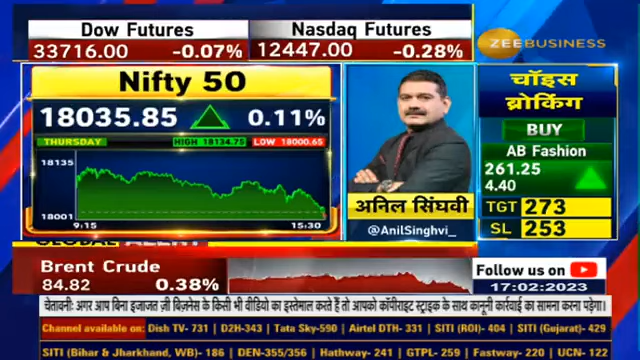 Dow Futures
33716.00 -0.07%
Nasdaq Futures
12447.00 -0.28%
ZEE BUSINESS
Nifty 50
18035.85 0.11%
THURSDAY HIGH 18134.75 LOW 18000.65
18135
18001
9:15 15:30
अनिल सिंघवी
@AnilSinghvi_
चॉइस
ब्रोकिंग
BUY
AB Fashion
261.25
4.40
TGT 273
SL 253
GLOBAL ALERT
Brent Crude
84.82 0.38%
Follow us on
17-02-2023
चेतावनी: अगर आप बिना इजाजत ज़ी बिज़नेस के किसी भी वीडियो का इस्तेमाल करते हैं तो आपको कॉपीराइट स्ट्राइक के साथ कानूनी कार्रवाई का सामना करना पड़ेगा।
Channel available on: Dish TV- 731 | D2H-343 | Tata Sky-590 | Airtel DTH- 331 | SITI (ROI) - 404 | SITI (Gujarat) - 429
SITI (Bihar & Jharkhand, WB)- 186 | DEN-355/356 | Hathway- 241 | GTPL- 259 | Fastway- 220 | UCN- 122